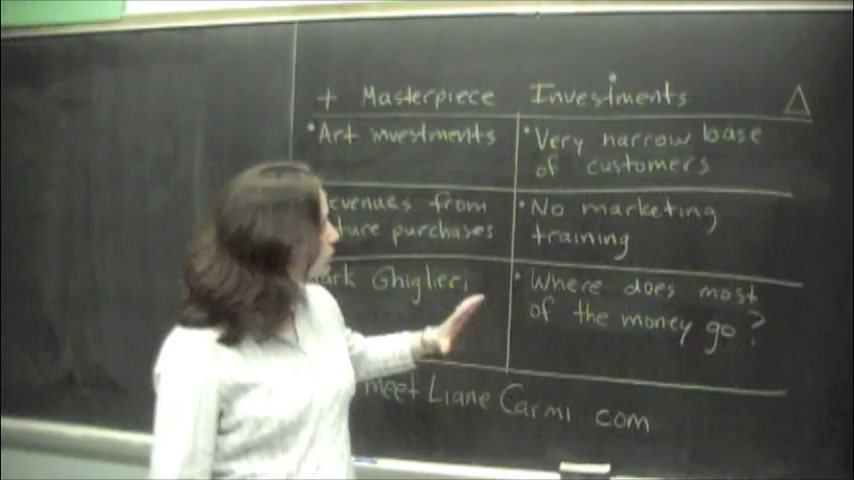 + Masterpiece Investments Δ
• Art investments
• Very narrow base
of customers
evenues from
ture purchases
• No marketing
training
ark Ghiglieri
• Where does most
of the money go?
meet Liane Carmi.com